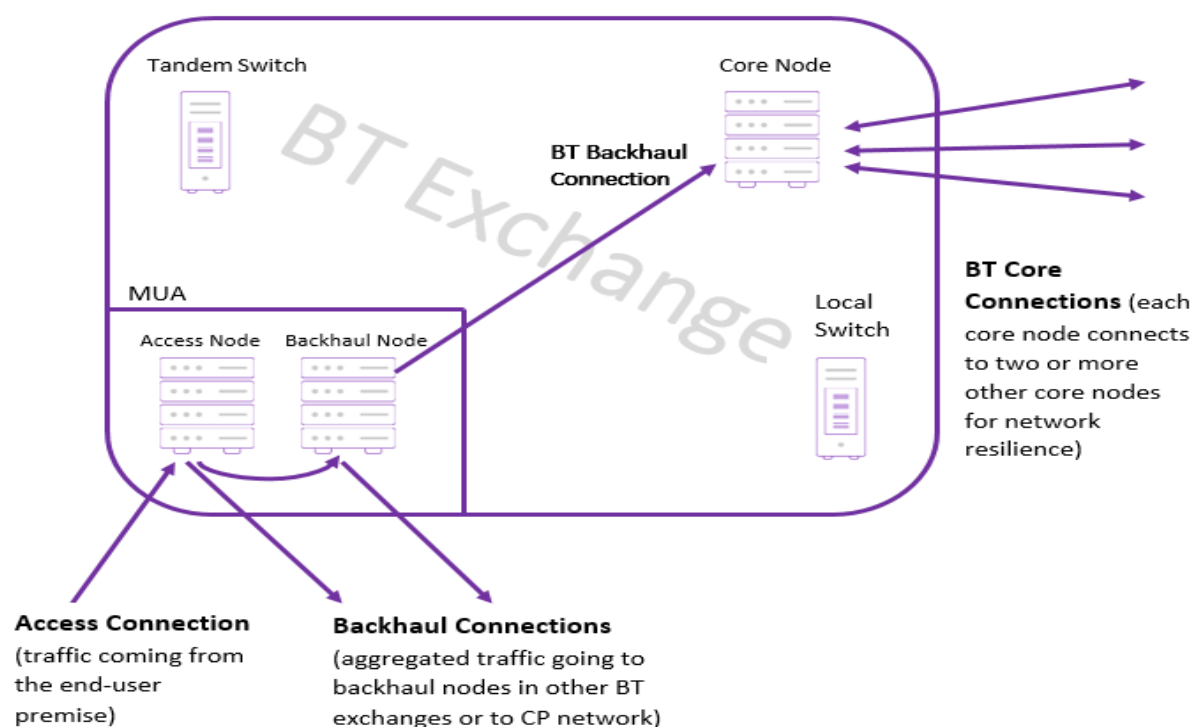 Tandem Switch
Core Node
BT Exchange
BT Backhaul
Connection
BT Core
Connections (each
core node connects
to two or more
other core nodes
for network
resilience)
MUA
Local
Switch
Access Node
Backhaul Node
Access Connection
(traffic coming from
the end-user
premise)
Backhaul Connections
(aggregated traffic going to
backhaul nodes in other BT
exchanges or to CP network)